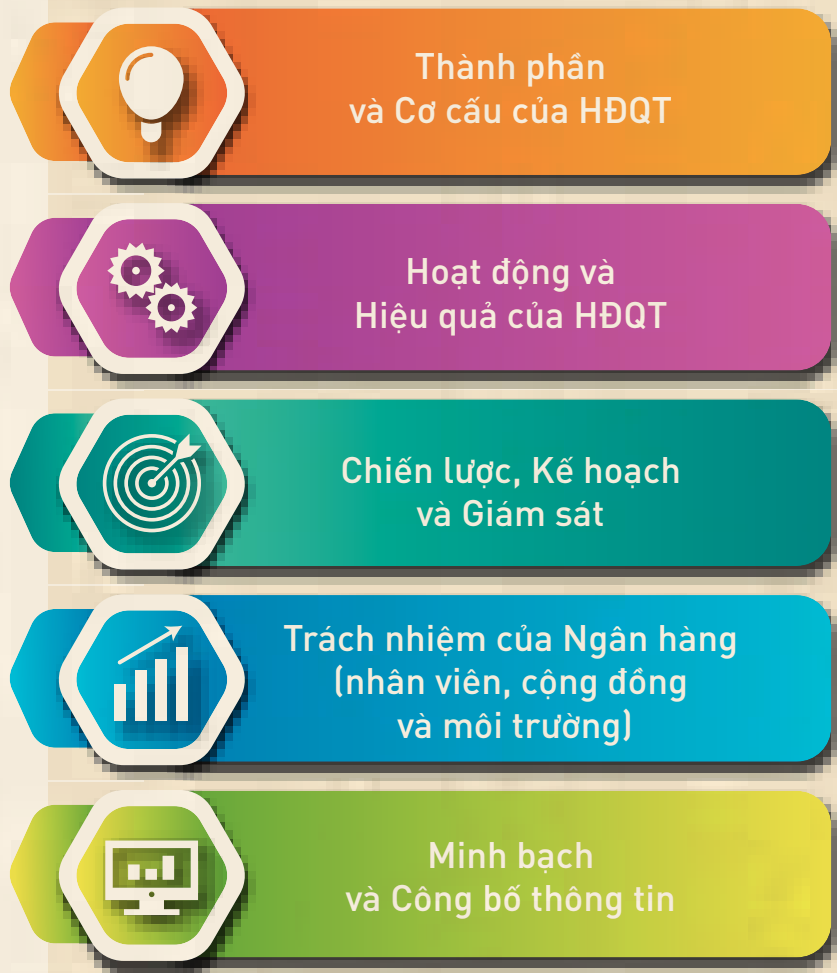 Thành phần
và Cơ cấu của HĐQT
Hoạt động và
Hiệu quả của HĐQT
Chiến lược, Kế hoạch
và Giám sát
Trách nhiệm của Ngân hàng
(nhân viên, cộng đồng
và môi trường)
Minh bạch
và Công bố thông tin